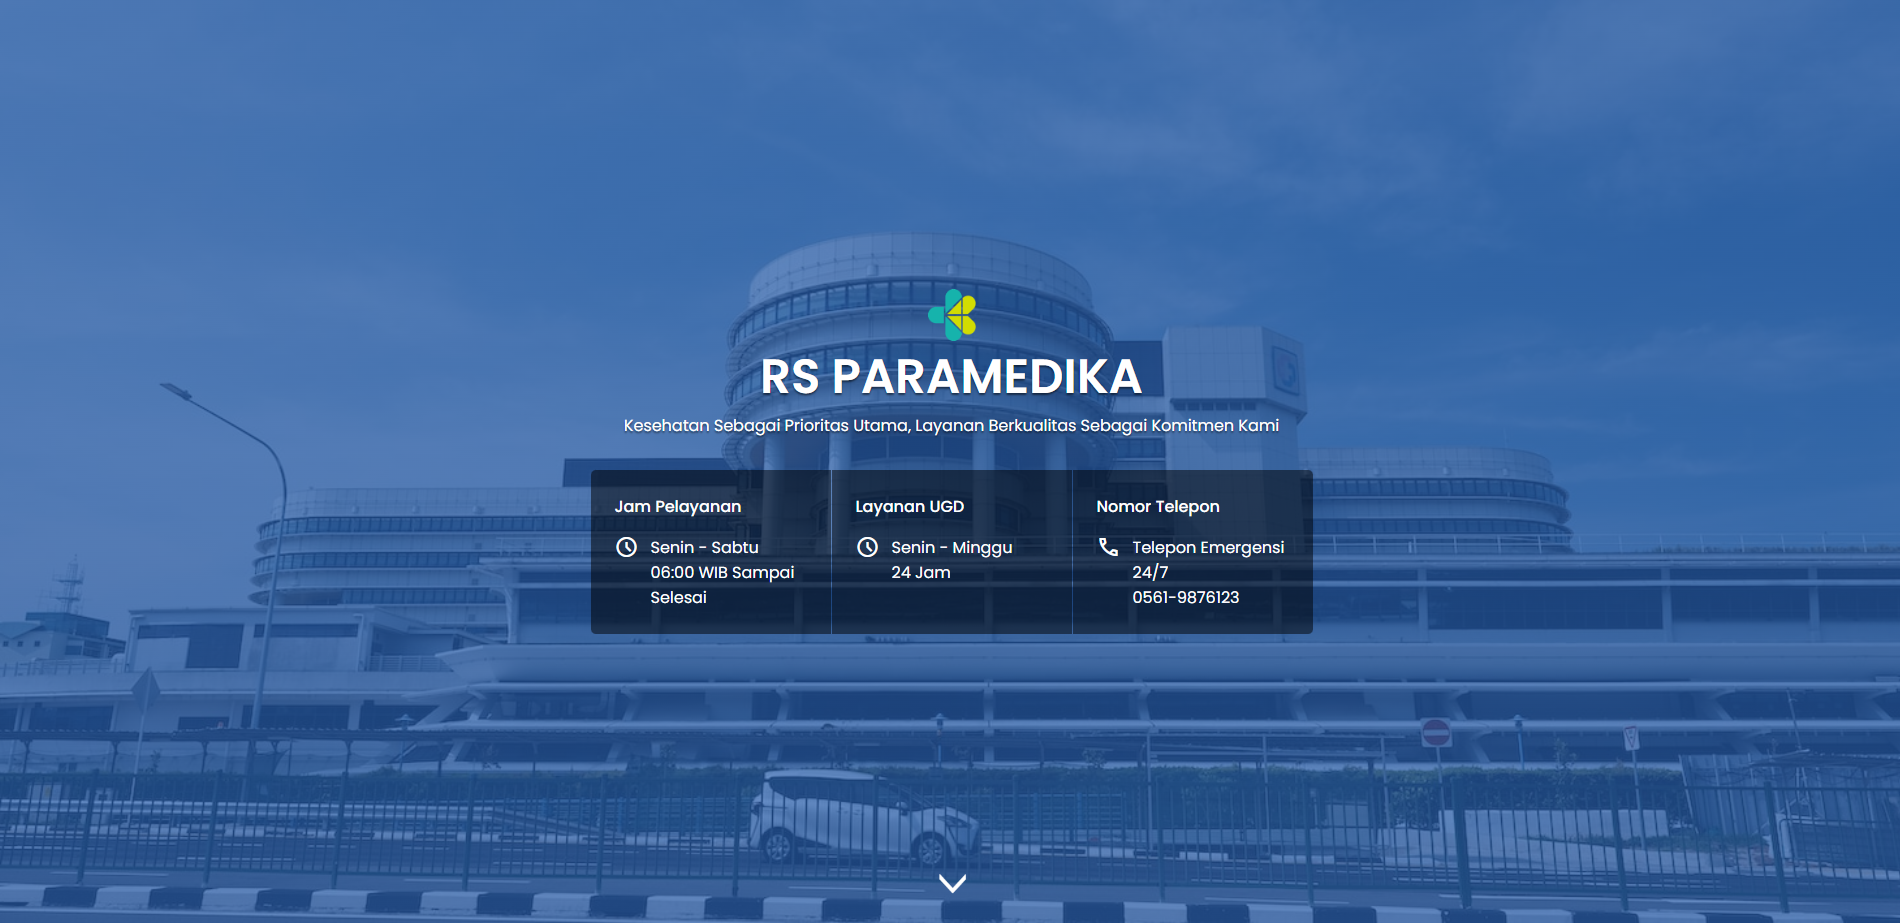 RS PARAMEDIKA
Kesehatan Sebagai Prioritas Utama, Layanan Berkualitas Sebagai Komitmen Kami
Jam Pelayanan
Senin - Sabtu
06:00 WIB Sampai
Selesai
Layanan UGD
Senin - Minggu
24 Jam
Nomor Telepon
Telepon Emergensi
24/7
0561-9876123